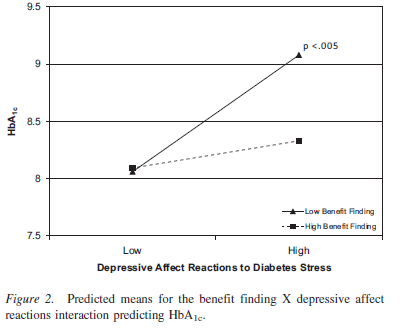 9.5
9
8.5
8
7.5
HbA1c
p <.005
Low Benefit Finding
High Benefit Finding
Low
High
Depressive Affect Reactions to Diabetes Stress
Figure 2. Predicted means for the benefit finding X depressive affect
reactions interaction predicting HbA1c.